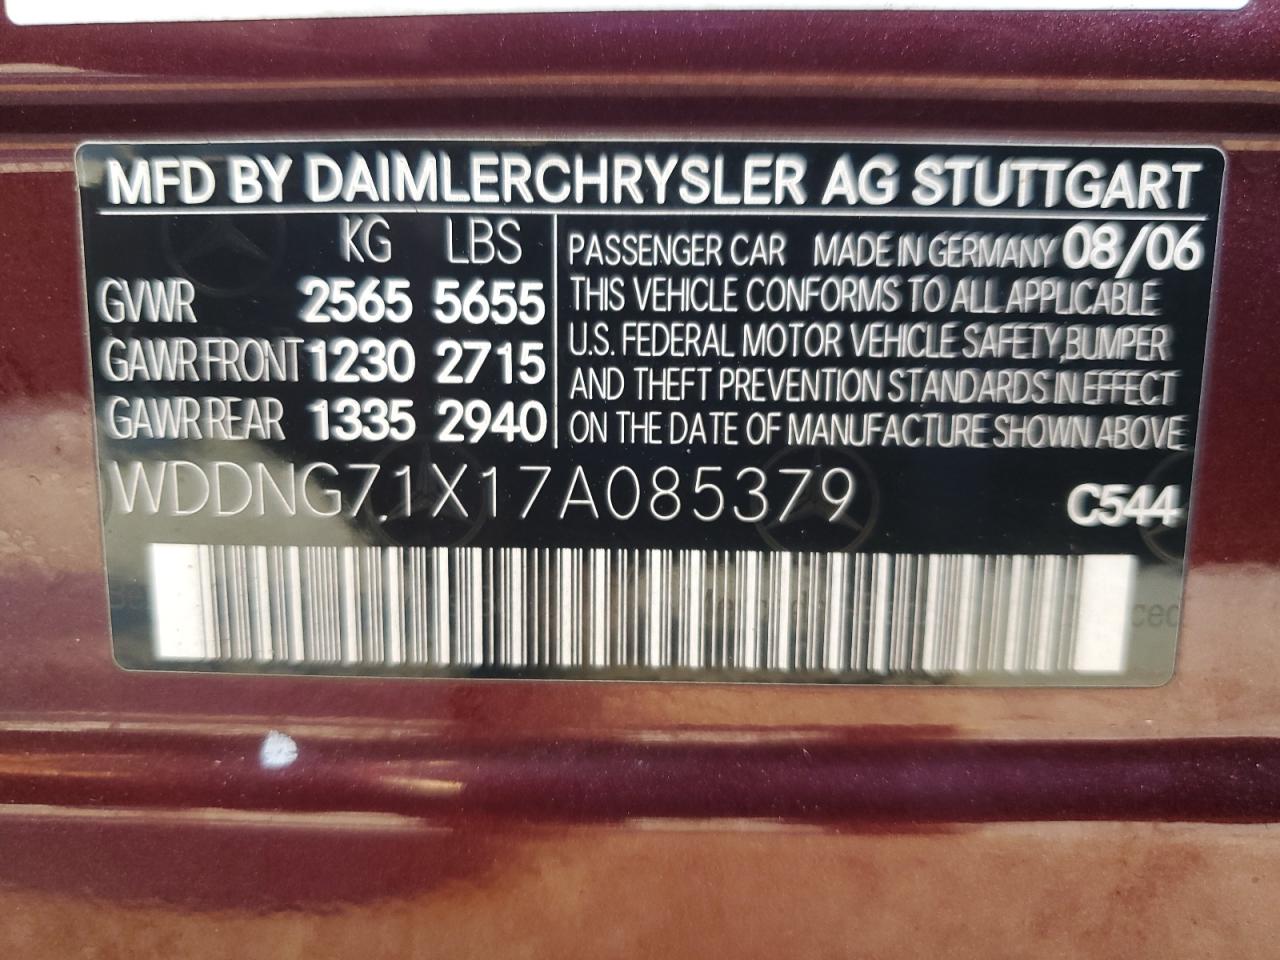 MFD BY DAIMLERCHRYSLER AG STUTTGART
KG LBS
GVWR 2565 5655
GAWR FRONT 1230 2715
GAWR REAR 1335 2940
PASSENGER CAR MADE IN GERMANY 08/06
THIS VEHICLE CONFORMS TO ALL APPLICABLE
U.S. FEDERAL MOTOR VEHICLE SAFETY, BUMPER
AND THEFT PREVENTION STANDARDS IN EFFECT
ON THE DATE OF MANUFACTURE SHOWN ABOVE
WDDNG71X17A085379 C544